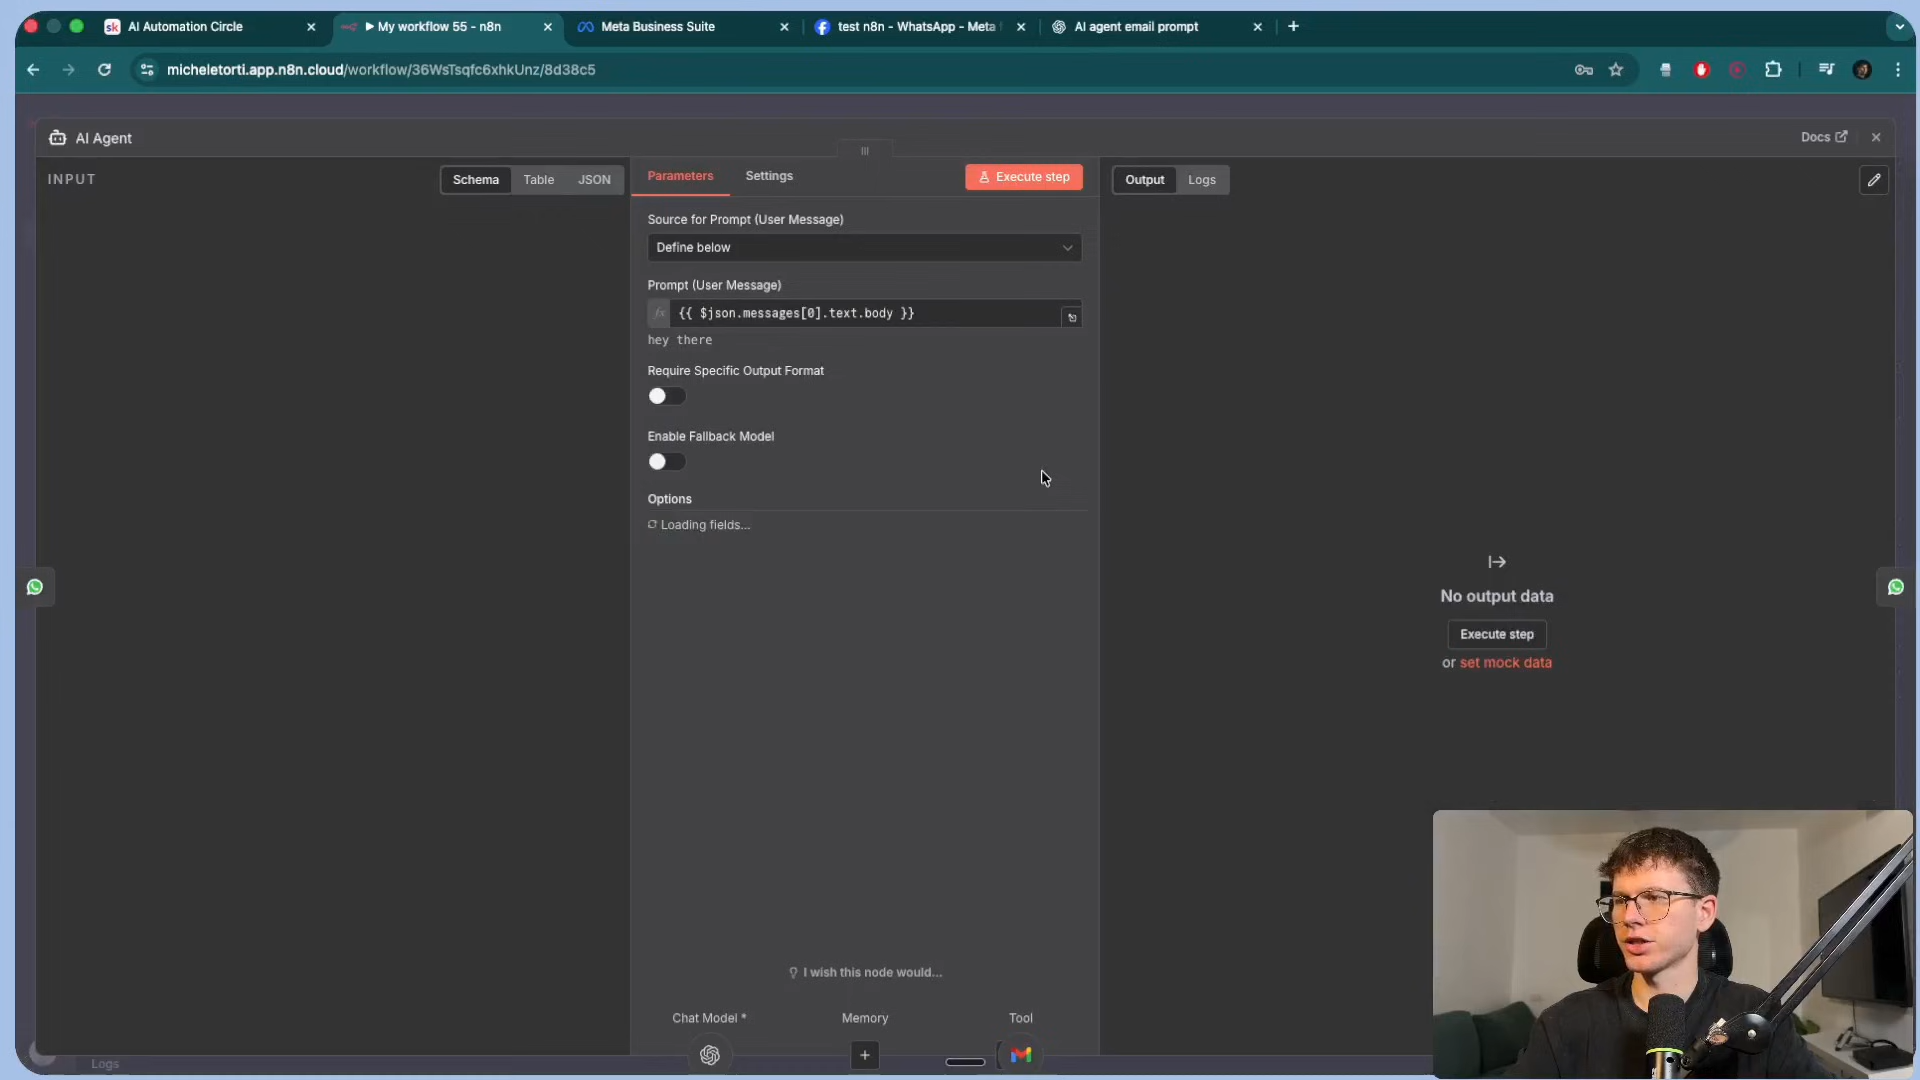 sk AI Automation Circle
My workflow 55 - n8n
Meta Business Suite
test n8n - WhatsApp - Meta
AI agent email prompt
micheletorti.app.n8n.cloud/workflow/36WsTsqfc6xhkUnz/8d38c5
AI Agent
Docs
INPUT
Schema
Table
JSON
Parameters
Settings
Execute step
Output
Logs
Source for Prompt (User Message)
Define below
Prompt (User Message)
fx {{ $json.messages[0].text.body }}
hey there
Require Specific Output Format
Enable Fallback Model
Options
Loading fields...
No output data
Execute step
or set mock data
I wish this node would...
Chat Model *
Memory
Tool
Logs